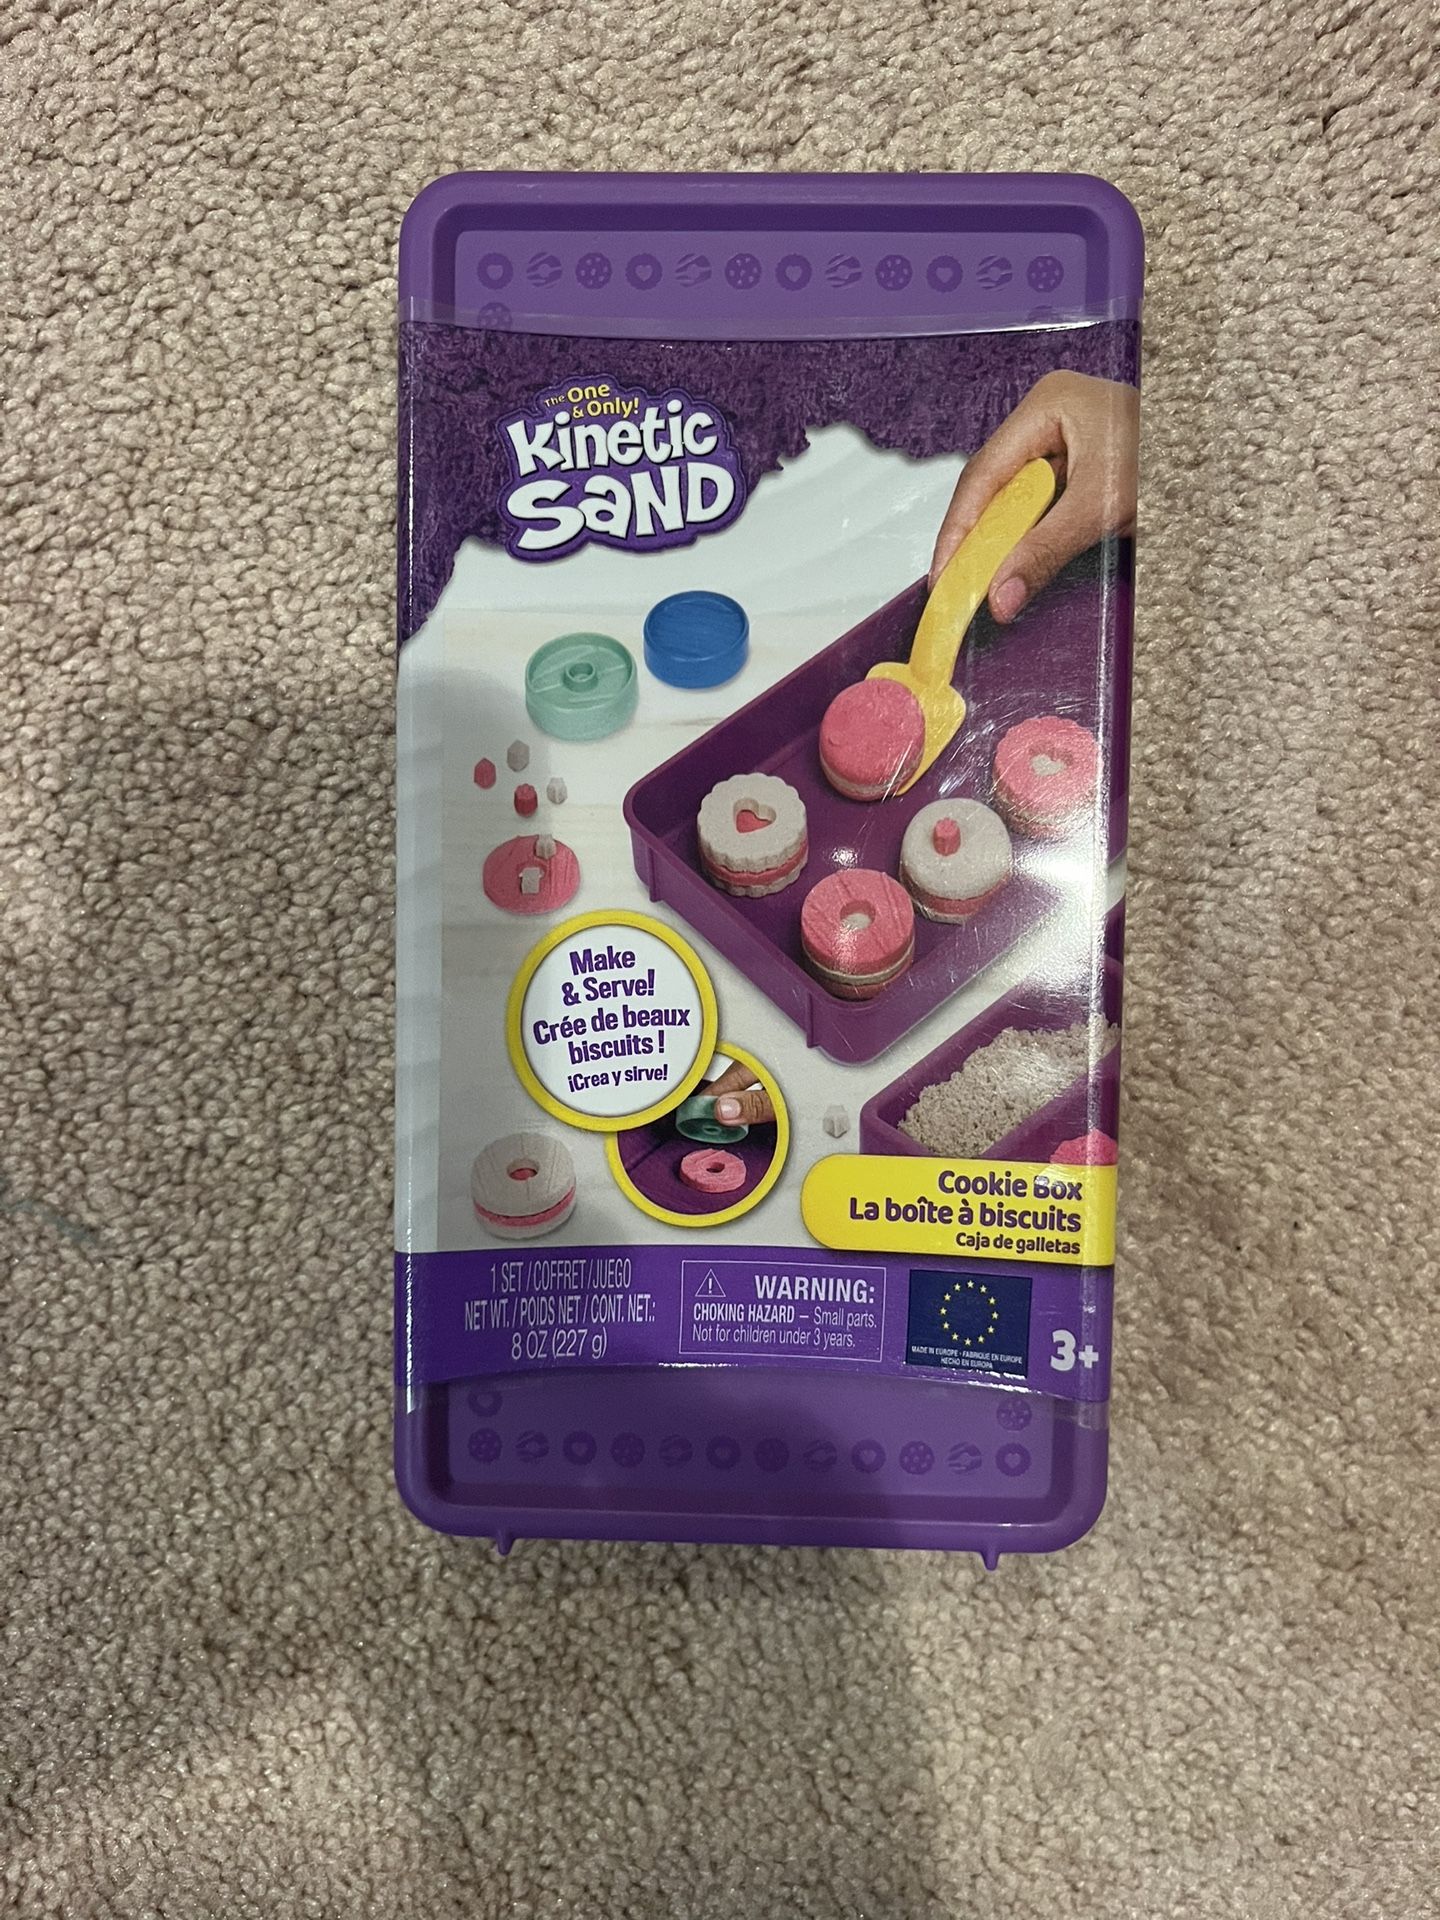 The One
& Only!
Kinetic
SAND
Make
& Serve!
Crée de beaux
biscuits !
¡Crea y sirve!
Cookie Box
La boîte à biscuits
Caja de galletas
1 SET / COFFRET / JUEGO
NET WT. / POIDS NET / CONT. NET.:
8 OZ (227 g)
WARNING:
CHOKING HAZARD – Small parts.
Not for children under 3 years.
MADE IN EUROPE · FABRIQUÉ EN EUROPE
HECHO EN EUROPA
3+